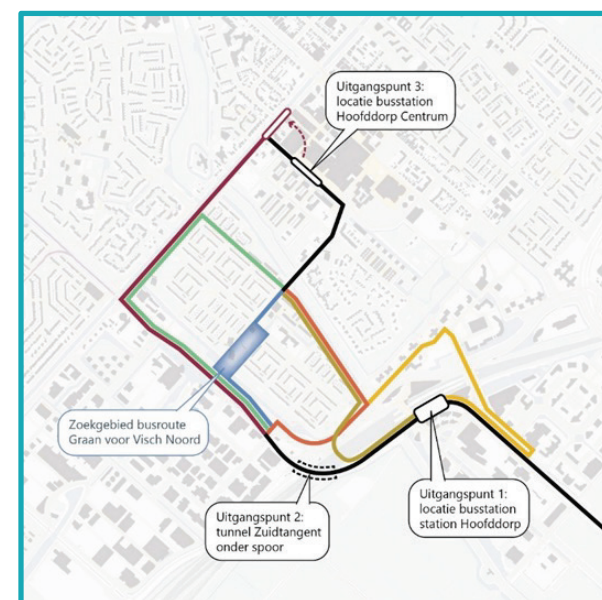 Uitgangspunt 3:
locatie busstation
Hoofddorp Centrum
Zoekgebied busroute
Graan voor Visch Noord
Uitgangspunt 2:
tunnel Zuidtangent
onder spoor
Uitgangspunt 1:
locatie busstation
station Hoofddorp